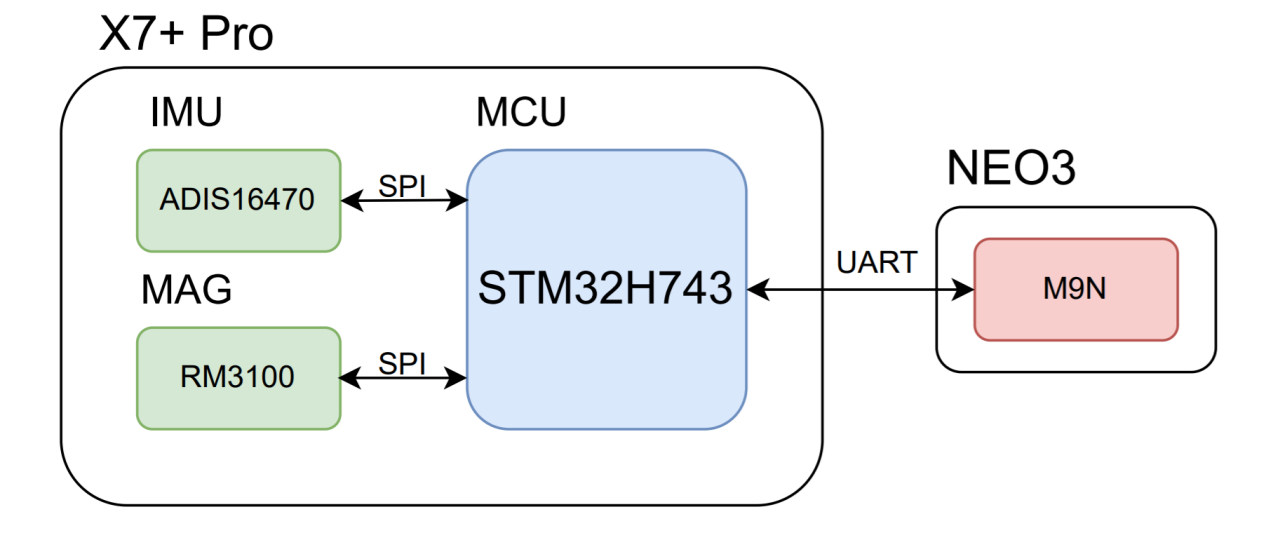 X7+ Pro
IMU
MCU
ADIS16470
SPI
NEO3
MAG
STM32H743
UART
M9N
RM3100
SPI